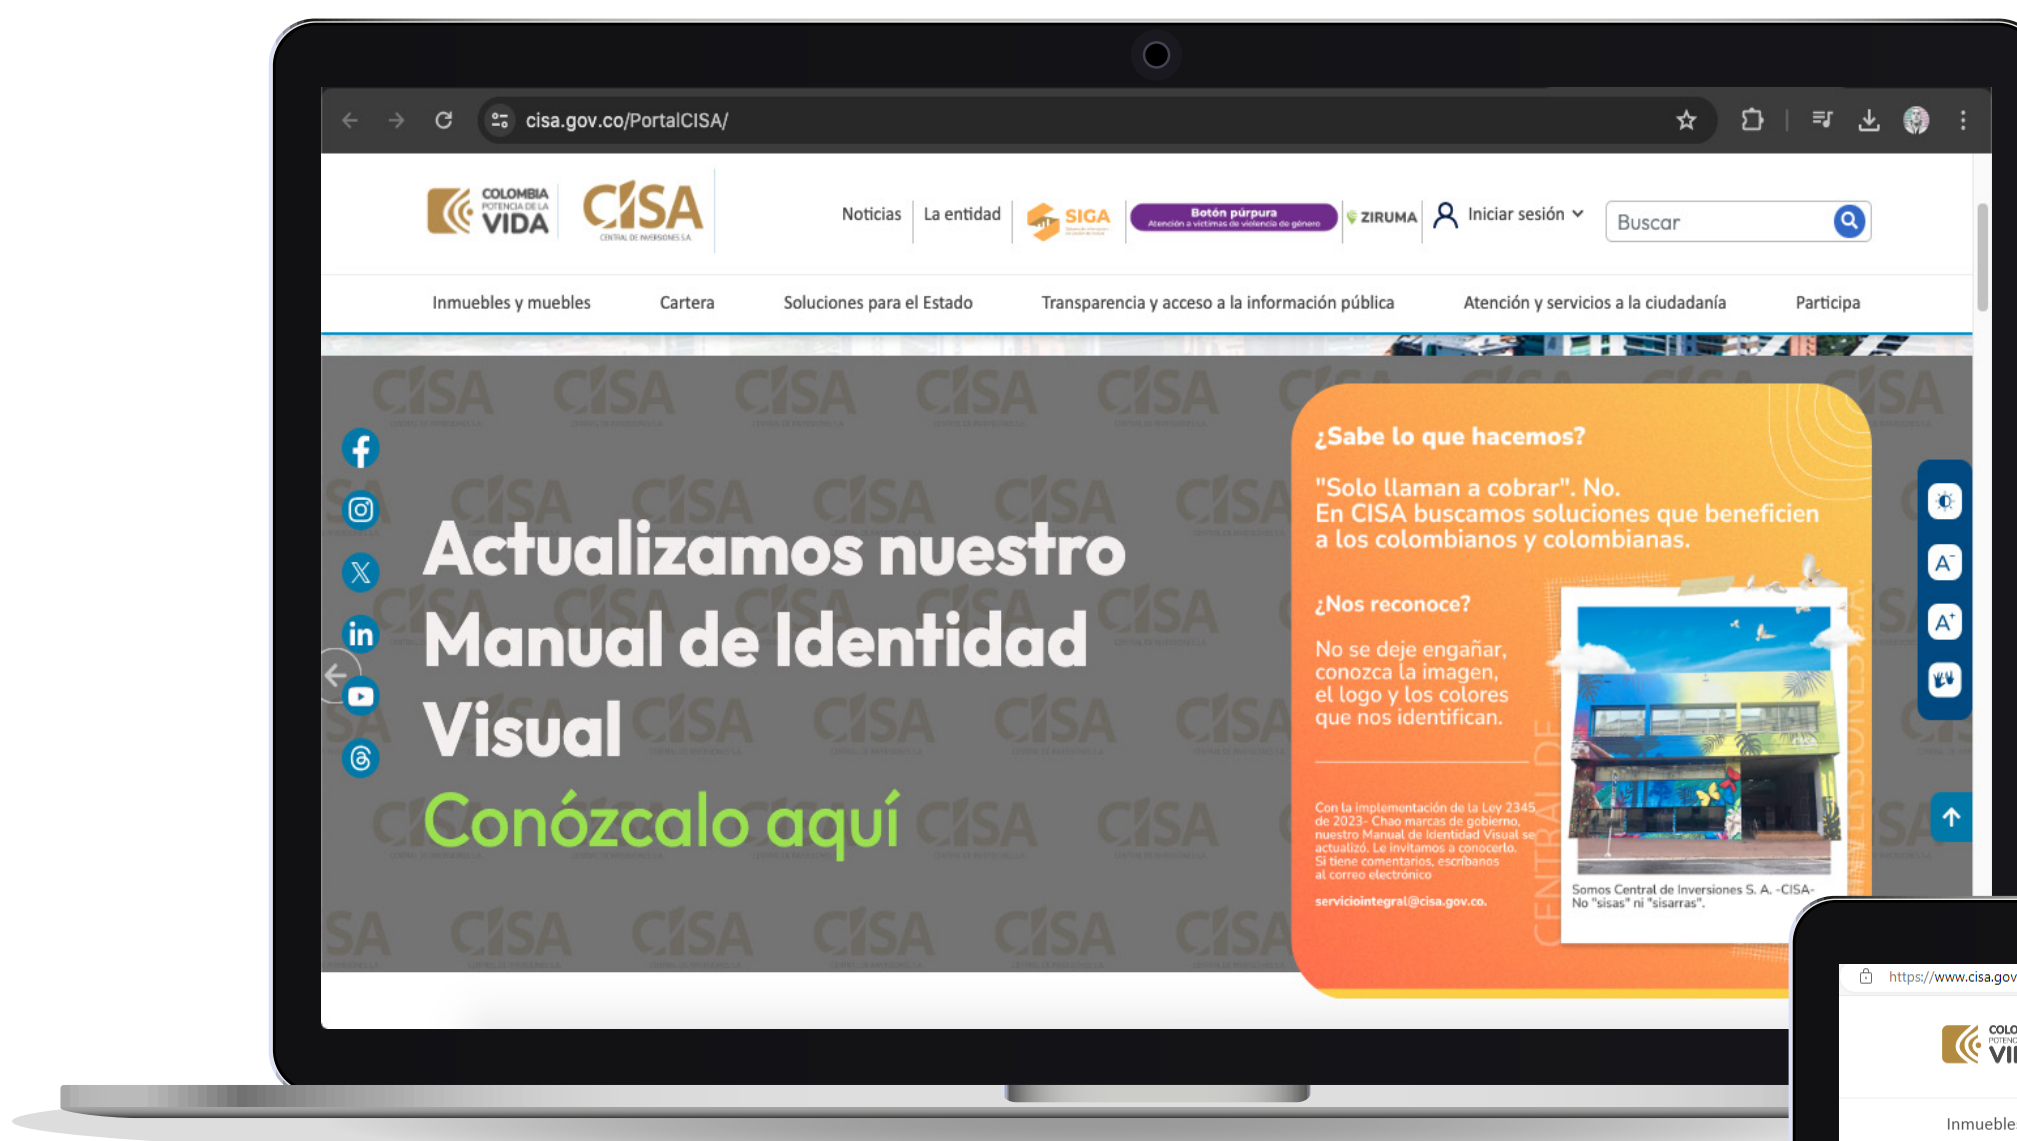 cisa.gov.co/PortalCISA/
COLOMBIA
POTENCIA DE LA
VIDA
CISA
CENTRAL DE INVERSIONES S.A.
Noticias
La entidad
SIGA
Botón púrpura
Atención a víctimas de violencia de género
ZIRUMA
Iniciar sesión
Buscar
Inmuebles y muebles
Cartera
Soluciones para el Estado
Transparencia y acceso a la información pública
Atención y servicios a la ciudadanía
Participa
Actualizamos nuestro
Manual de Identidad
Visual
Conózcalo aquí
¿Sabe lo que hacemos?
"Solo llaman a cobrar". No.
En CISA buscamos soluciones que beneficien
a los colombianos y colombianas.
¿Nos reconoce?
No se deje engañar,
conozca la imagen,
el logo y los colores
que nos identifican.
Con la implementación de la Ley 2345
de 2023- Chao marcas de gobierno,
nuestro Manual de Identidad Visual se
actualizó. Le invitamos a conocerlo.
Si tiene comentarios, escríbanos
al correo electrónico
serviciointegral@cisa.gov.co.
CENTRAL DE
INVERSIONES S.A.
Somos Central de Inversiones S. A. -CISA-
No "sisas" ni "sisarras".
A-
A+
https://www.cisa.gov
COLO
POTENC
VII
Inmuebles